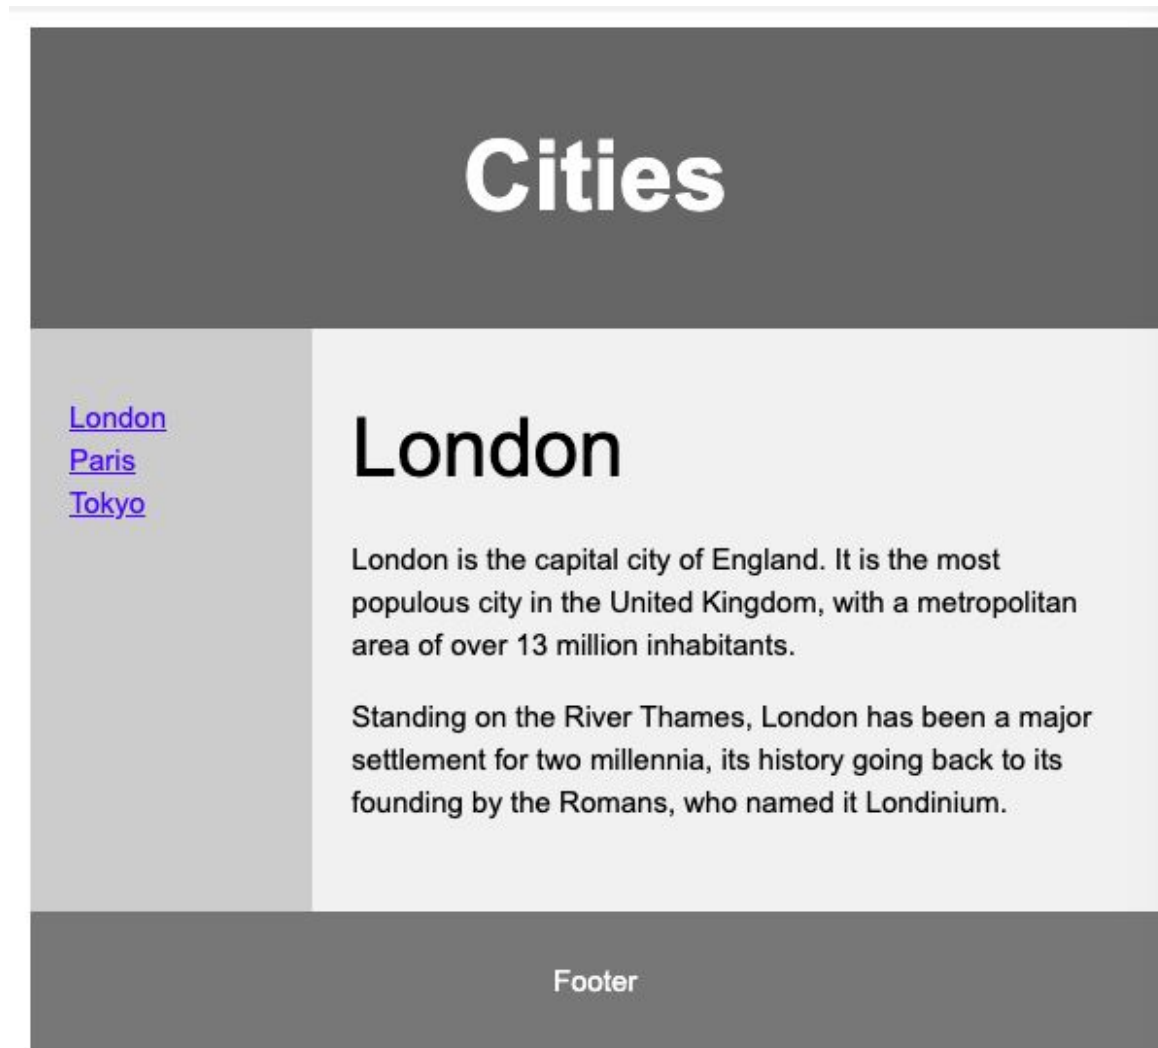 Cities
London
Paris
Tokyo
London
London is the capital city of England. It is the most
populous city in the United Kingdom, with a metropolitan
area of over 13 million inhabitants.
Standing on the River Thames, London has been a major
settlement for two millennia, its history going back to its
founding by the Romans, who named it Londinium.
Footer